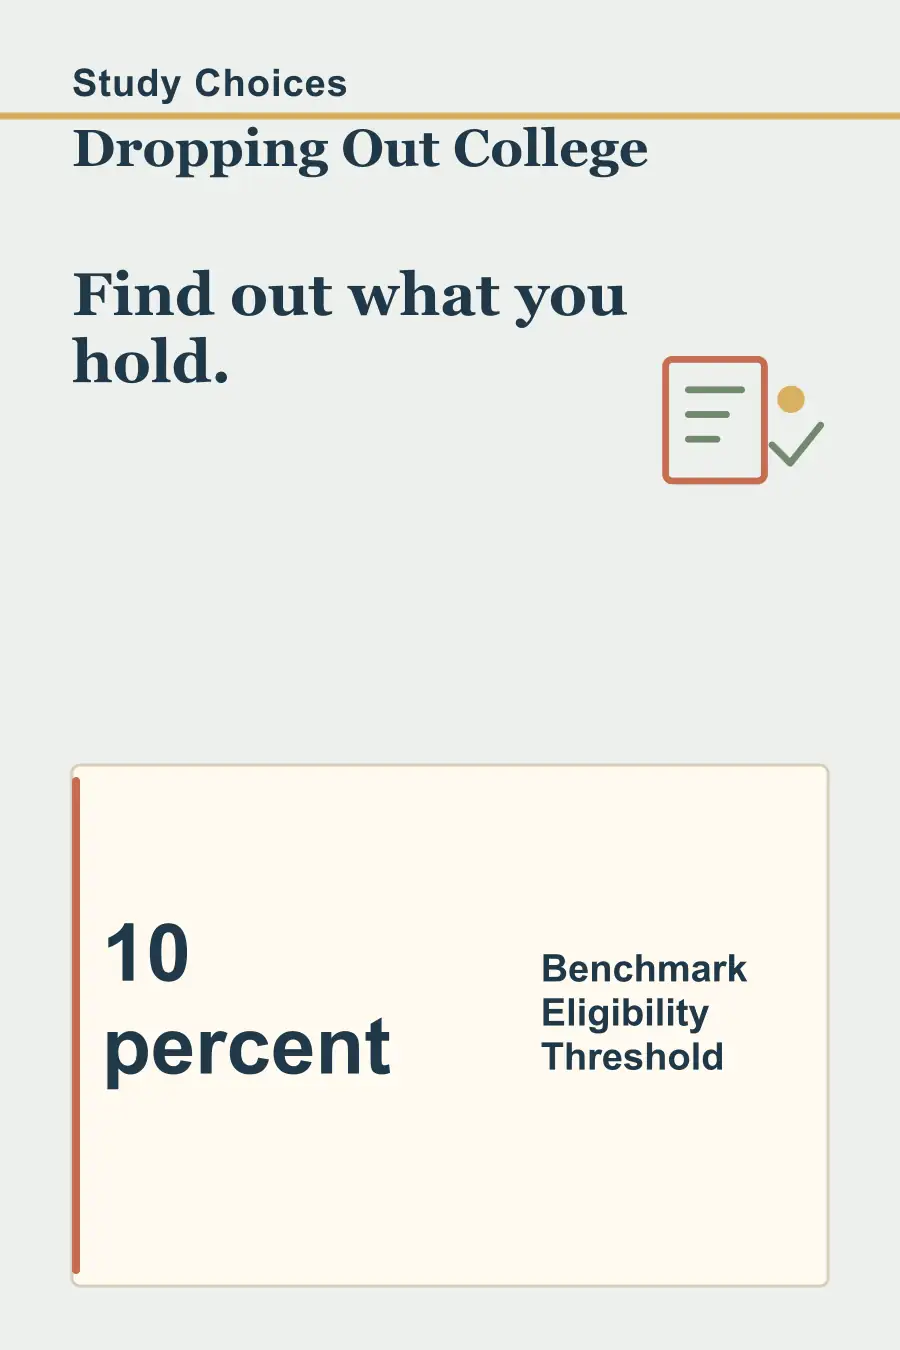 Study Choices
Dropping Out College
Find out what you
hold.
10
percent
Benchmark
Eligibility
Threshold